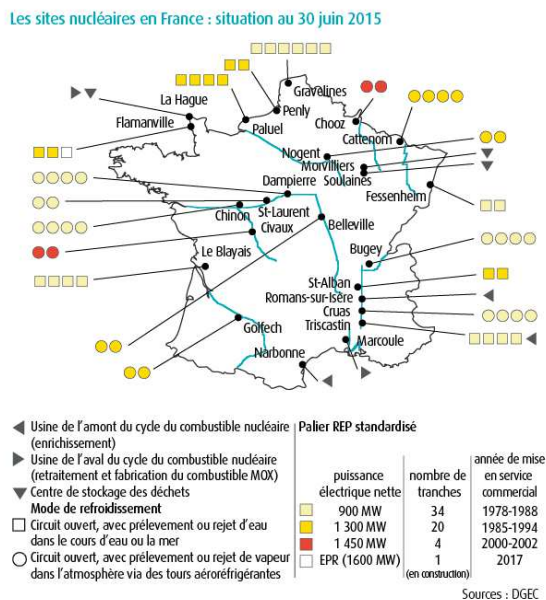 Les sites nucléaires en France : situation au 30 juin 2015
Gravelines
La Hague
Penly
Chooz
Flamanville
Paluel
Cattenom
Nogent
Morvilliers
Soulaines
Dampierre
Fessenheim
St-Laurent
Chinon
Civaux
Belleville
Le Blayais
Bugey
St-Alban
Romans-sur-Isère
Cruas
Triscastin
Golfech
Marcoule
Narbonne
Usine de l'amont du cycle du combustible nucléaire
(enrichissement)
Usine de l'aval du cycle du combustible nucléaire
(retraitement et fabrication du combustible MOX)
Centre de stockage des déchets
Mode de refroidissement
Circuit ouvert, avec prélevement ou rejet d'eau
dans le cours d'eau ou la mer
Circuit ouvert, avec prélevement ou rejet de vapeur
dans l'atmosphère via des tours aéroréfrigérantes
Palier REP standardisé
puissance électrique nette
nombre de tranches
année de mise en service commercial
900 MW 34 1978-1988
1 300 MW 20 1985-1994
1 450 MW 4 2000-2002
EPR (1600 MW) 1 2017
(en construction)
Sources : DGEC